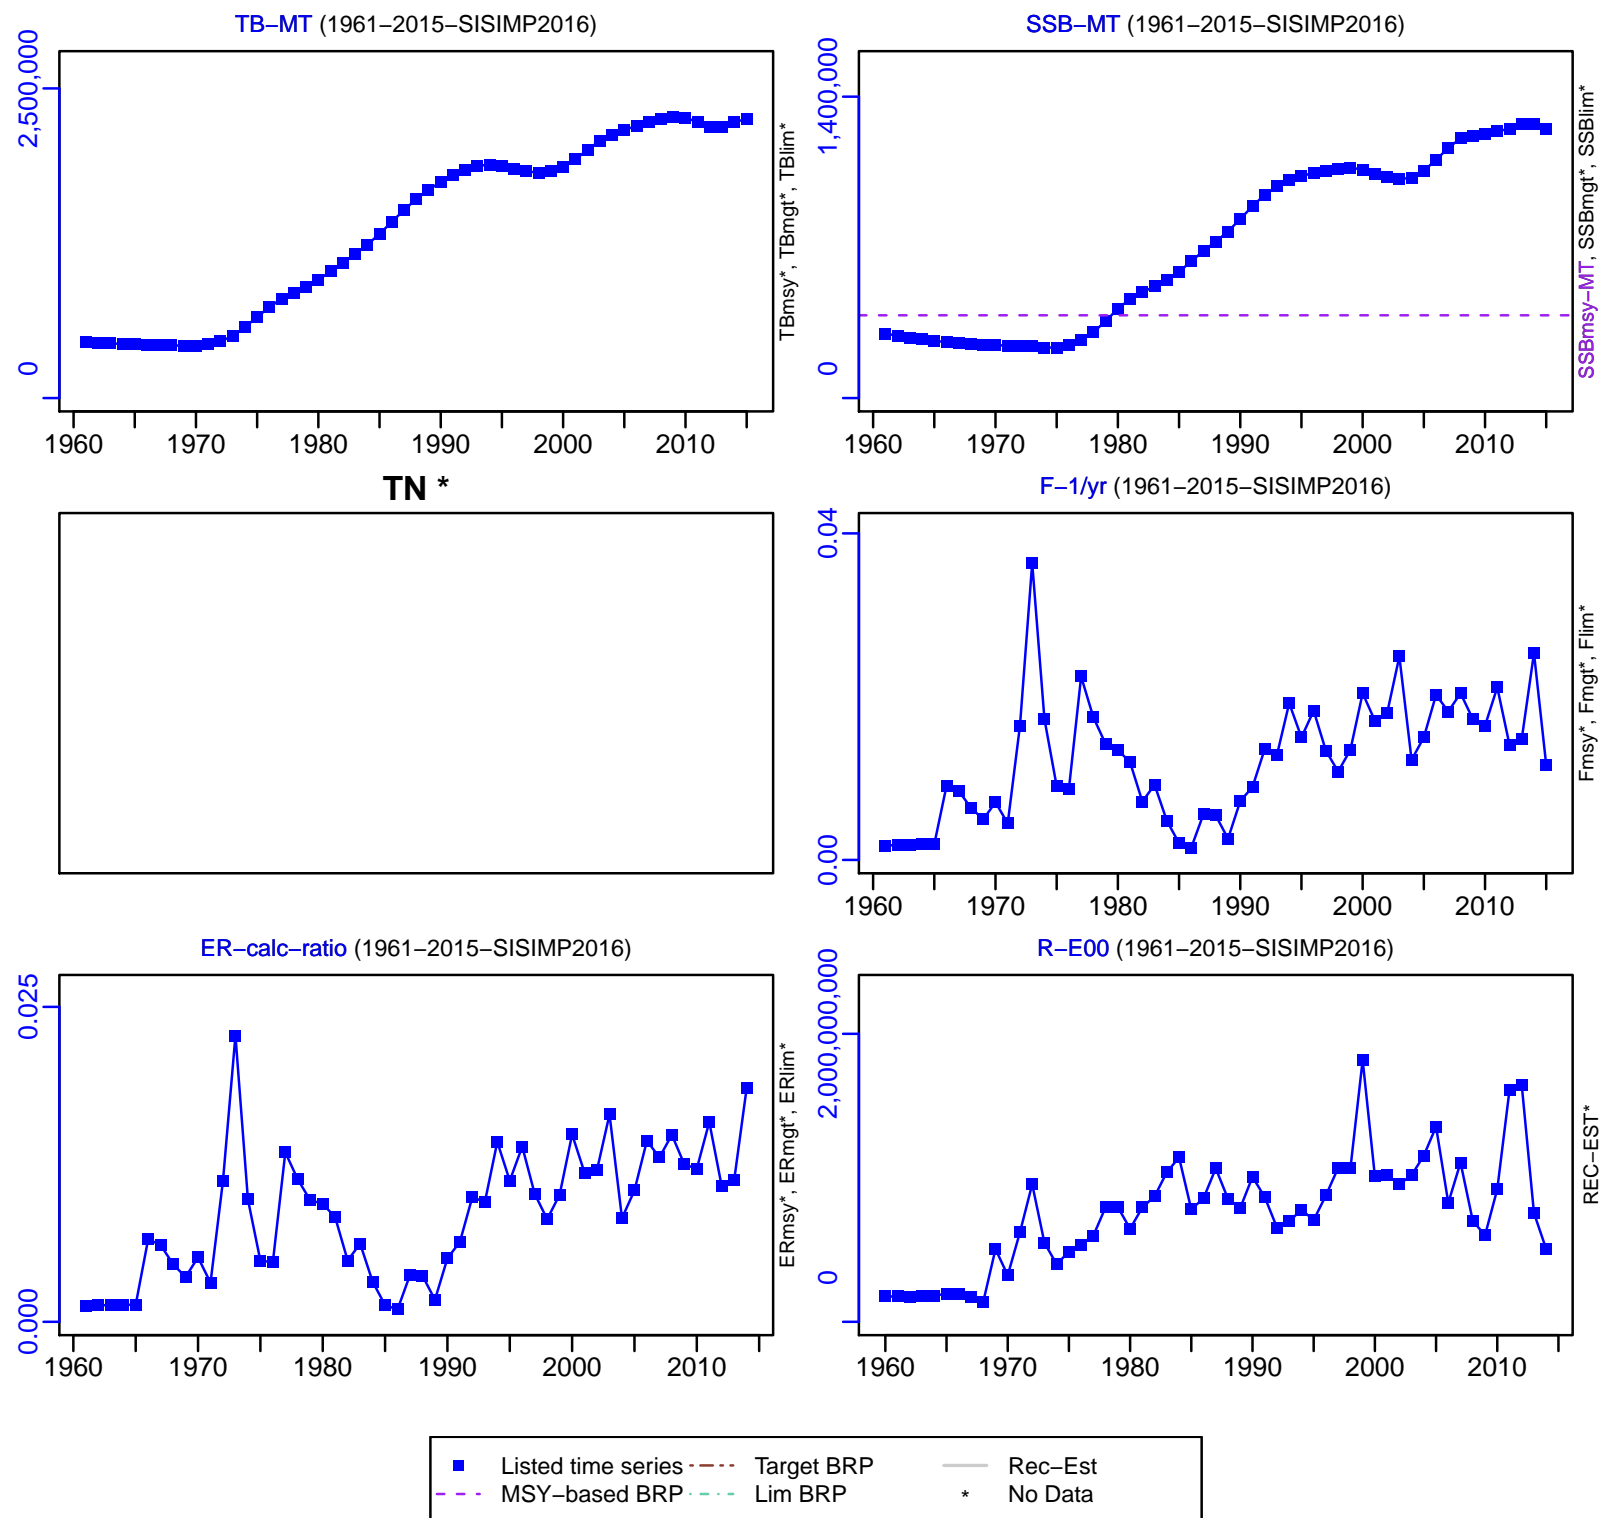 TB−MT (1961−2015−SISIMP2016)
2,500,000
0
TBmsy*, TBmgt*, TBlim*
1960 1970 1980 1990 2000 2010
SSB−MT (1961−2015−SISIMP2016)
1,400,000
0
SSBmsy−MT, SSBmgt*, SSBlim*
1960 1970 1980 1990 2000 2010
TN *
F−1/yr (1961−2015−SISIMP2016)
0.04
0.00
Fmsy*, Fmgt*, Flim*
1960 1970 1980 1990 2000 2010
ER−calc−ratio (1961−2015−SISIMP2016)
0.025
0.000
ERmsy*, ERmgt*, ERlim*
1960 1970 1980 1990 2000 2010
R−E00 (1961−2015−SISIMP2016)
2,000,000,000
0
REC−EST*
1960 1970 1980 1990 2000 2010
Listed time series
Target BRP
Rec−Est
MSY−based BRP
Lim BRP
* No Data